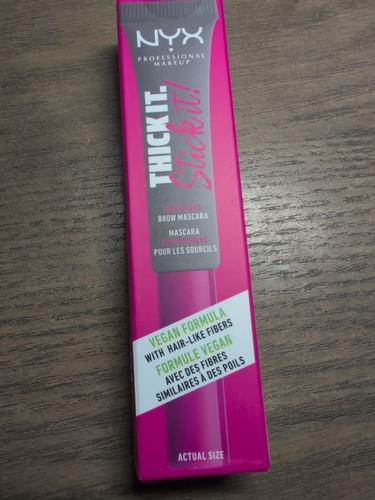 NYX
PROFESSIONAL
MAKEUP
THICK IT.
Stick it!
BROW MASCARA
MASCARA
POUR LES SOURCILS
VEGAN FORMULA
WITH HAIR-LIKE FIBERS
FORMULE VEGAN
AVEC DES FIBRES
SIMILAIRES À DES POILS
ACTUAL SIZE